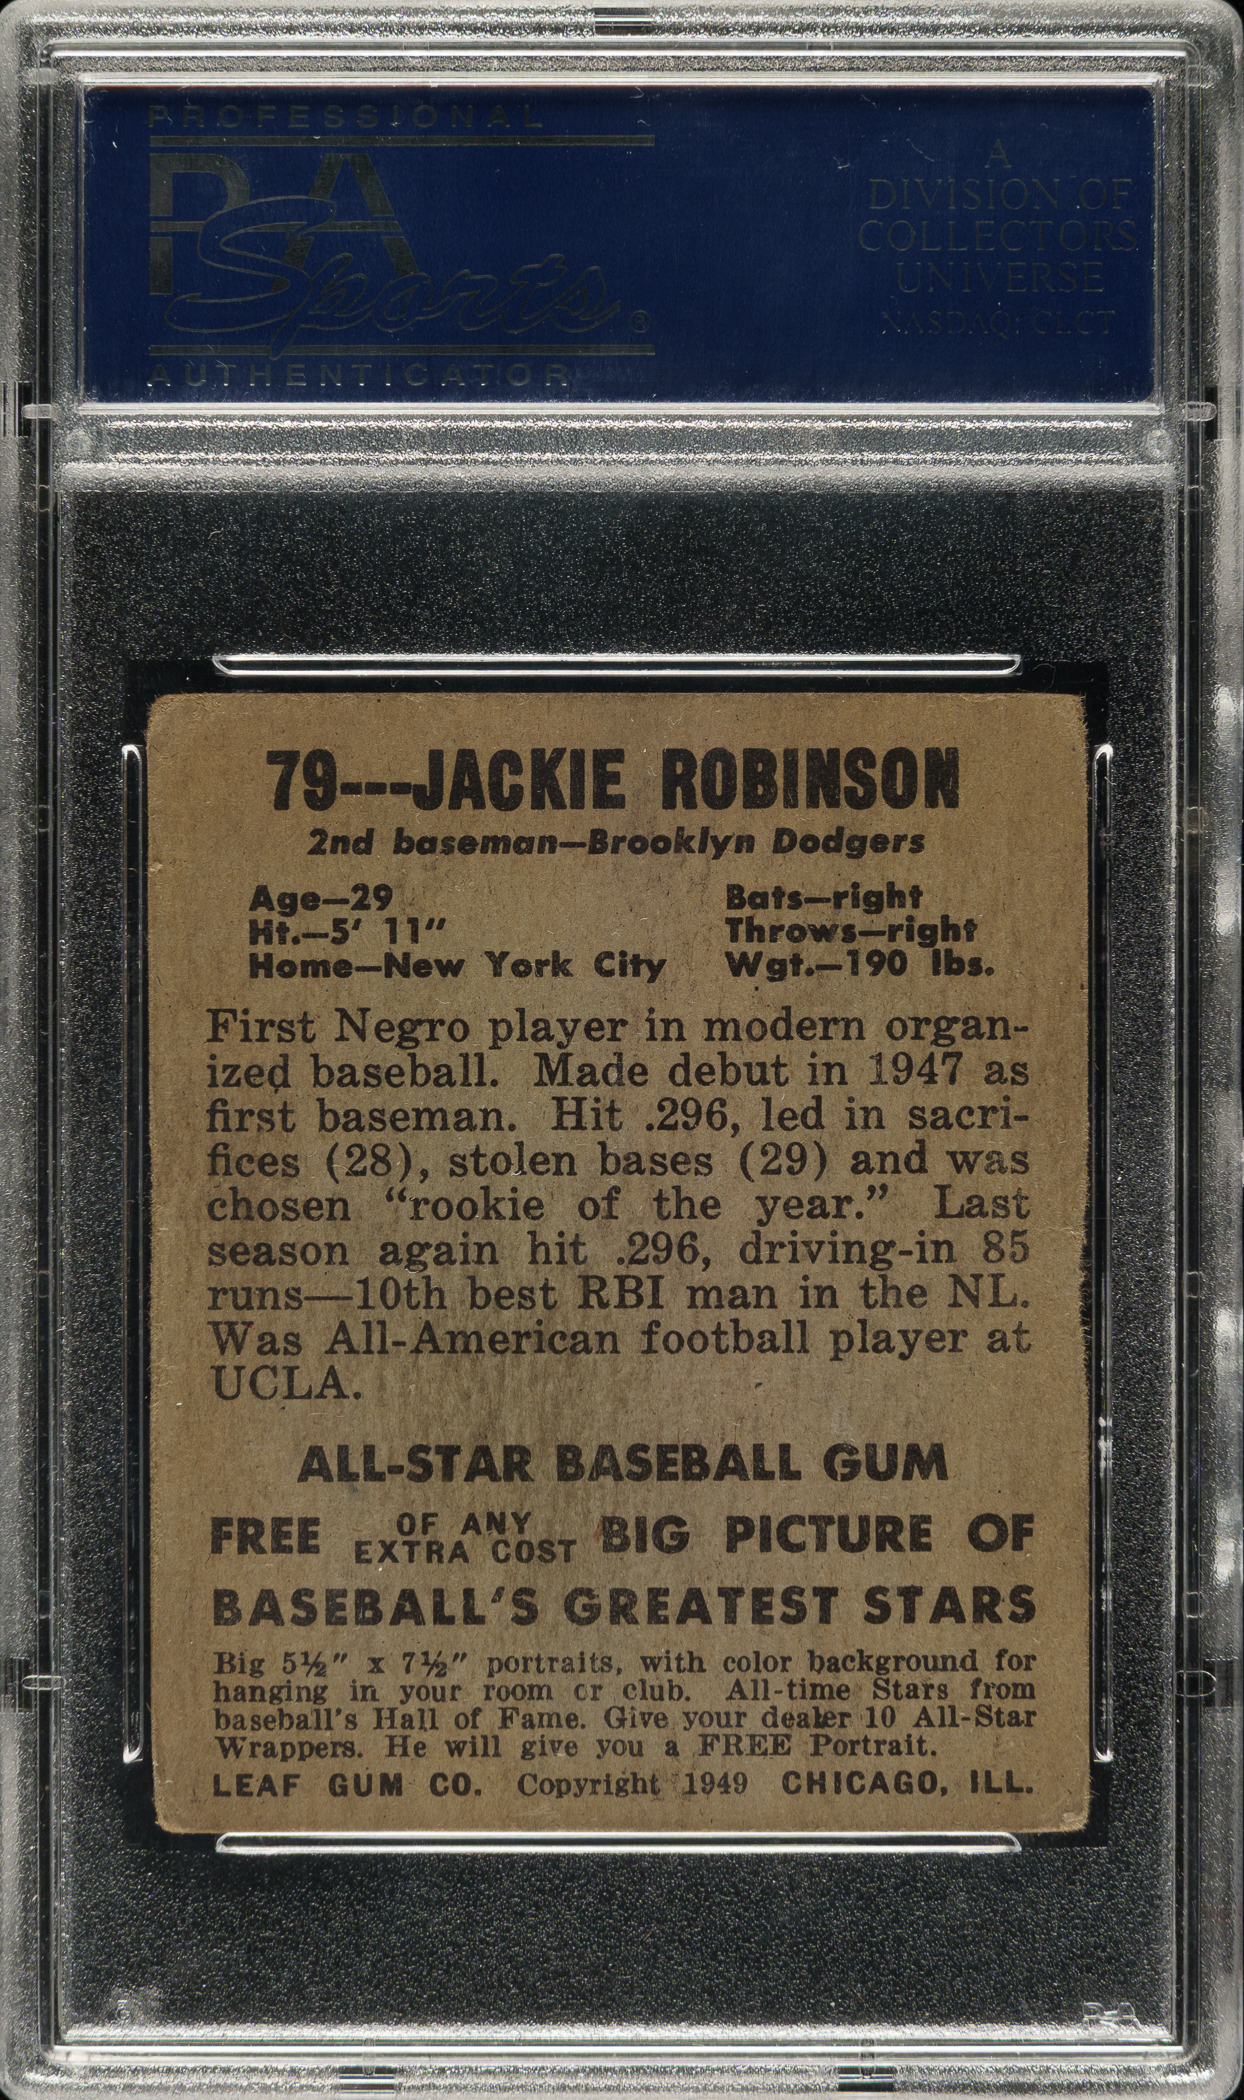 PROFESSIONAL
PSA
Sports®
AUTHENTICATOR
A
DIVISION OF
COLLECTORS
UNIVERSE
NASDAQ: CLCT
79---JACKIE ROBINSON
2nd baseman—Brooklyn Dodgers
Age—29 Bats—right
Ht.—5' 11" Throws—right
Home—New York City Wgt.—190 lbs.
First Negro player in modern organ-
ized baseball. Made debut in 1947 as
first baseman. Hit .296, led in sacri-
fices (28), stolen bases (29) and was
chosen “rookie of the year.” Last
season again hit .296, driving-in 85
runs—10th best RBI man in the NL.
Was All-American football player at
UCLA.
ALL-STAR BASEBALL GUM
FREE OF ANY EXTRA COST BIG PICTURE OF
BASEBALL'S GREATEST STARS
Big 5½" x 7½" portraits, with color background for
hanging in your room or club. All-time Stars from
baseball's Hall of Fame. Give your dealer 10 All-Star
Wrappers. He will give you a FREE Portrait.
LEAF GUM CO. Copyright 1949 CHICAGO, ILL.
PSA